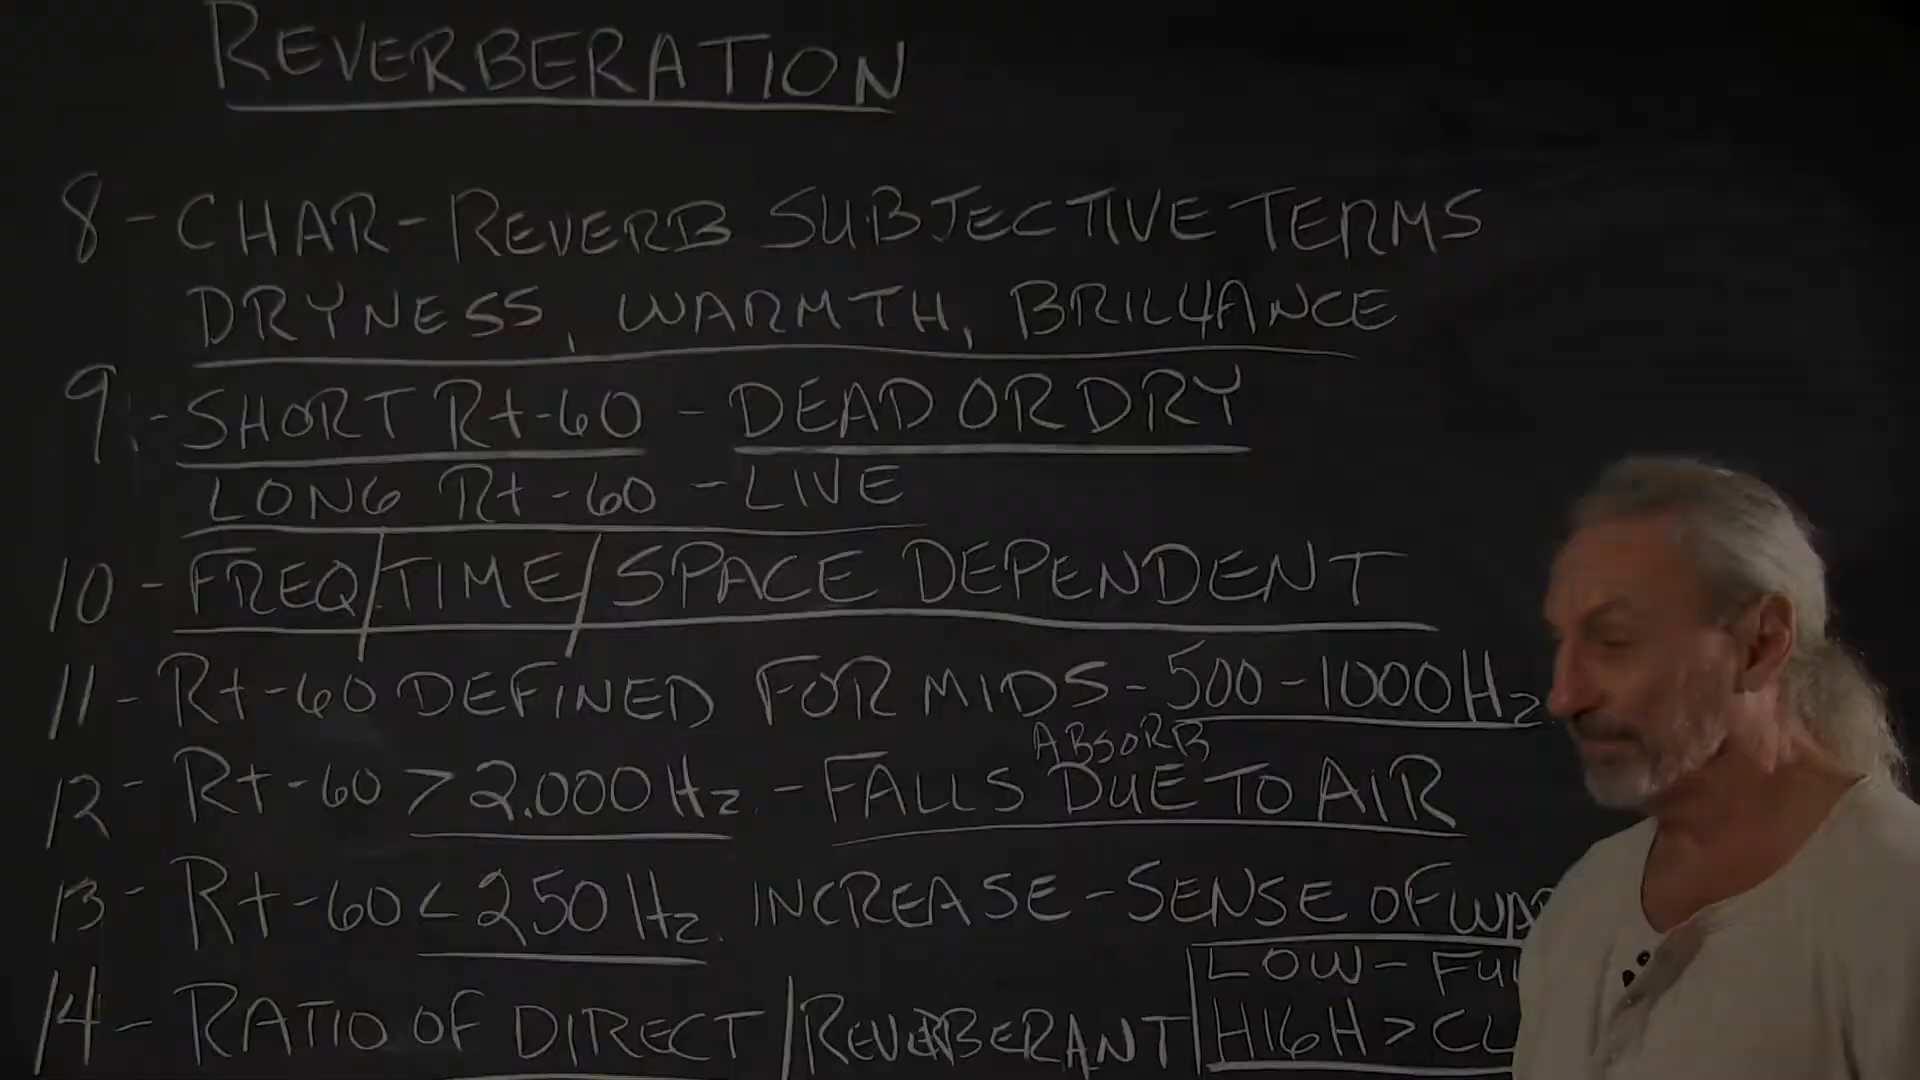 REVERBERATION
8 - CHAR - REVERB SUBJECTIVE TERMS
DRYNESS, WARMTH, BRILLIANCE
9 - SHORT Rt-60 - DEAD OR DRY
LONG Rt-60 - LIVE
10 - FREQ/TIME/SPACE DEPENDENT
11 - Rt-60 DEFINED FOR MIDS - 500 - 1000 Hz
ABSORB
12 - Rt-60 > 2.000 Hz. - FALLS DUE TO AIR
13 - Rt-60 < 250 Hz. INCREASE - SENSE OF
LOW -
14 - RATIO OF DIRECT / REVERBERANT
HIGH >